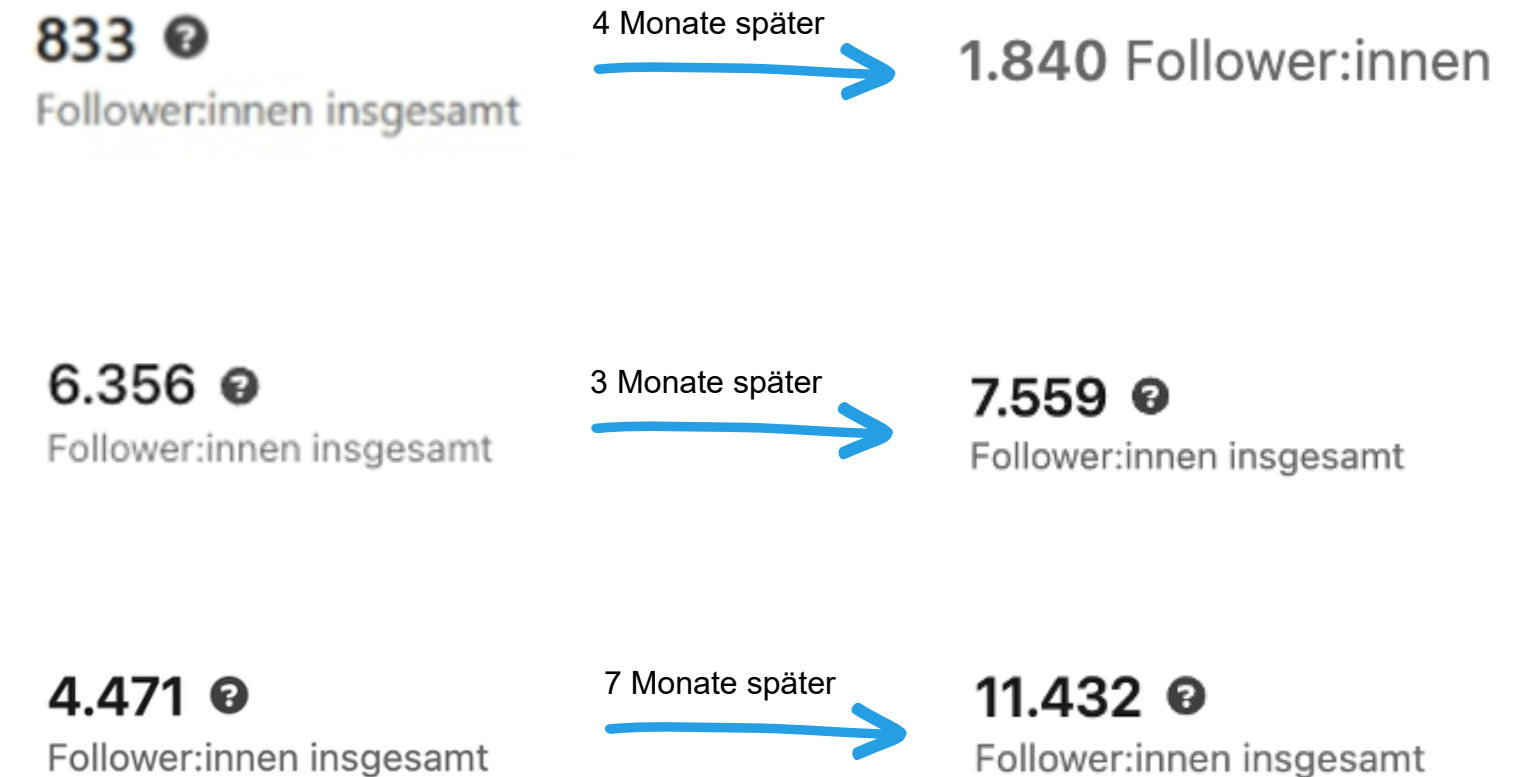 833
4 Monate später
1.840 Follower:innen
Follower:innen insgesamt
6.356
3 Monate später
7.559
Follower:innen insgesamt
Follower:innen insgesamt
4.471
7 Monate später
11.432
Follower:innen insgesamt
Follower:innen insgesamt